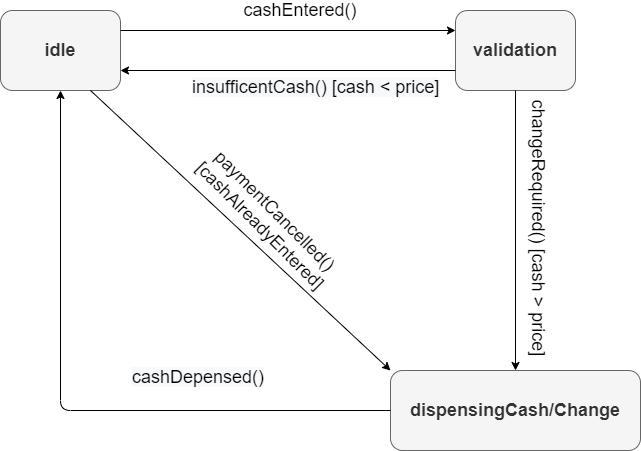 cashEntered()
idle
validation
insufficentCash() [cash < price]
changeRequired() [cash > price]
paymentCancelled()
[cashAlreadyEntered]
cashDepensed()
dispensingCash/Change